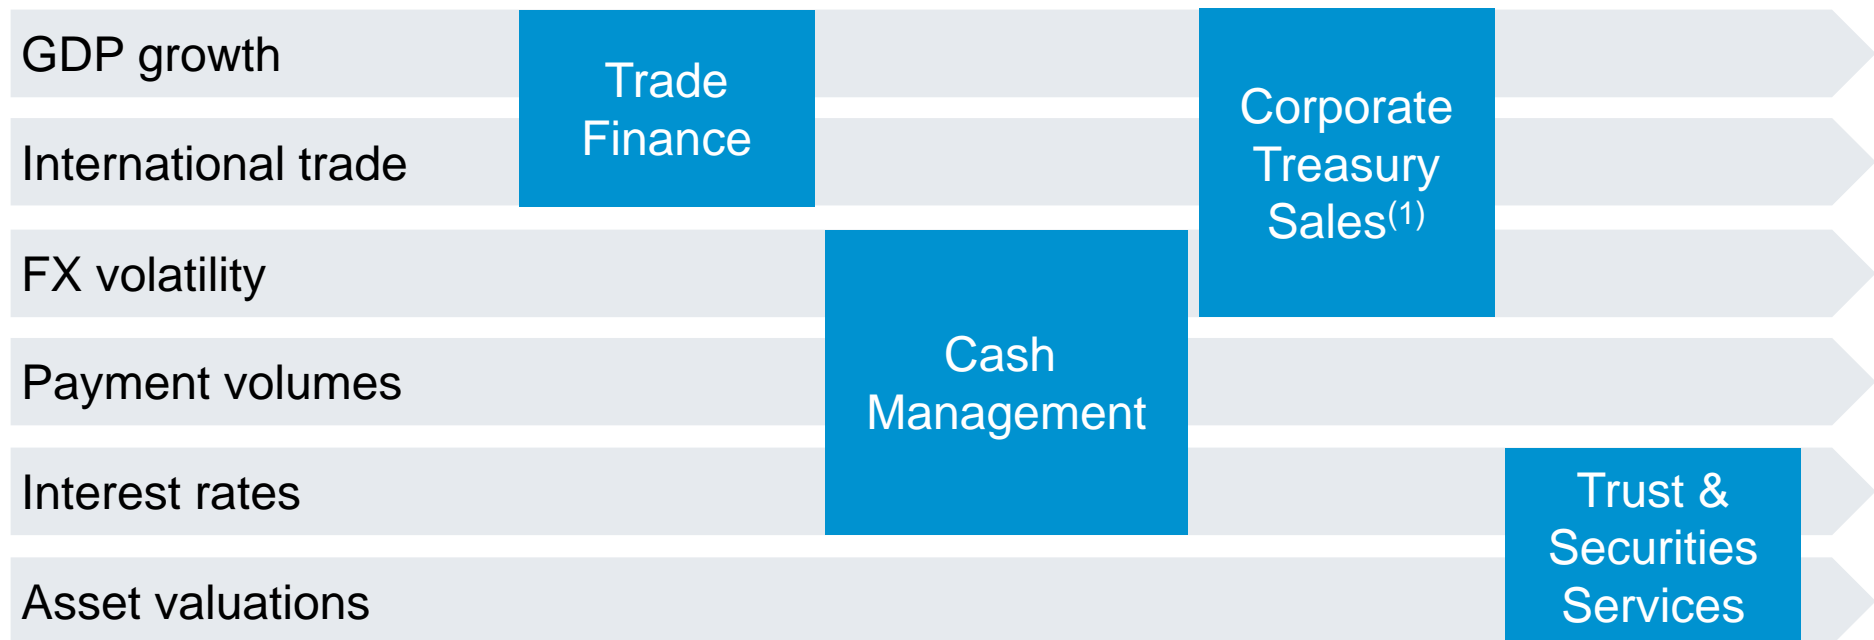 GDP growth
International trade
FX volatility
Payment volumes
Interest rates
Asset valuations
Trade
Finance
Cash
Management
Corporate
Treasury
Sales(1)
Trust &
Securities
Services